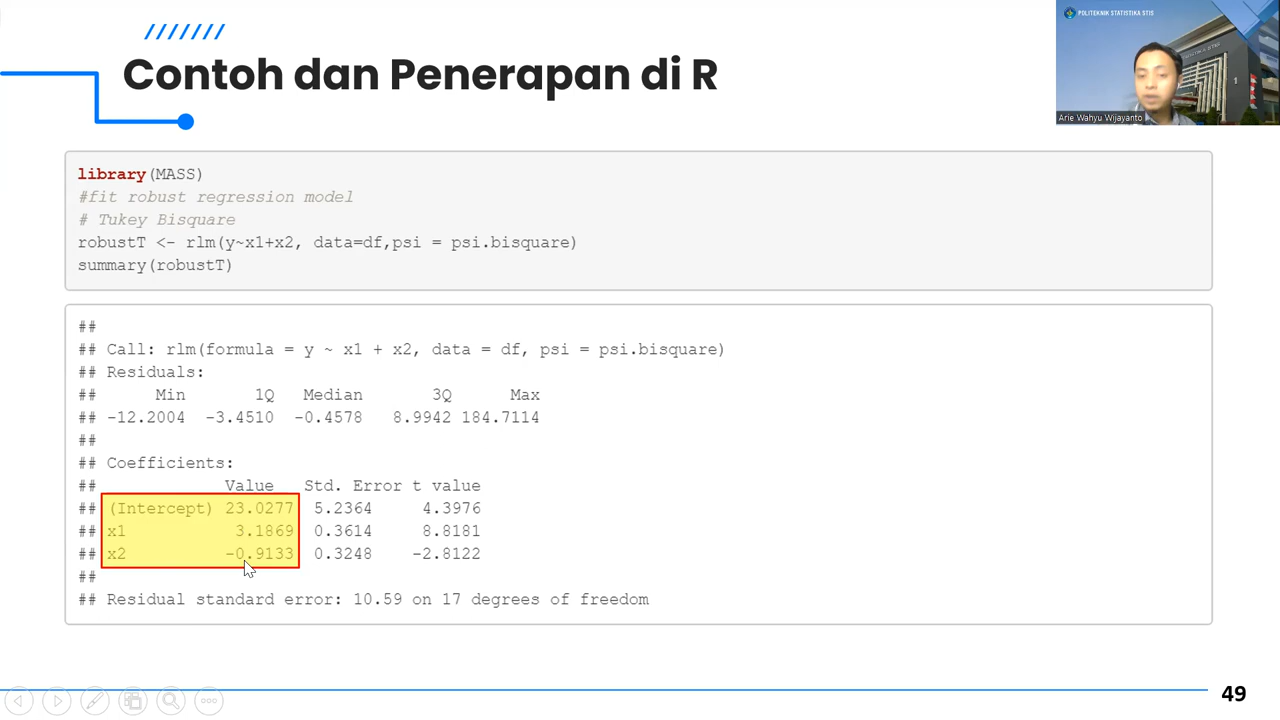 Contoh dan Penerapan di R
POLITEKNIK STATISTIKA STIS
Arie Wahyu Wijayanto
library(MASS)
#fit robust regression model
# Tukey Bisquare
robustT <- rlm(y~x1+x2, data=df,psi = psi.bisquare)
summary(robustT)
##
## Call: rlm(formula = y ~ x1 + x2, data = df, psi = psi.bisquare)
## Residuals:
##      Min       1Q   Median       3Q      Max
## -12.2004  -3.4510  -0.4578   8.9942 184.7114
##
## Coefficients:
##             Value   Std. Error t value
## (Intercept) 23.0277  5.2364     4.3976
## x1           3.1869  0.3614     8.8181
## x2          -0.9133  0.3248    -2.8122
##
## Residual standard error: 10.59 on 17 degrees of freedom
49